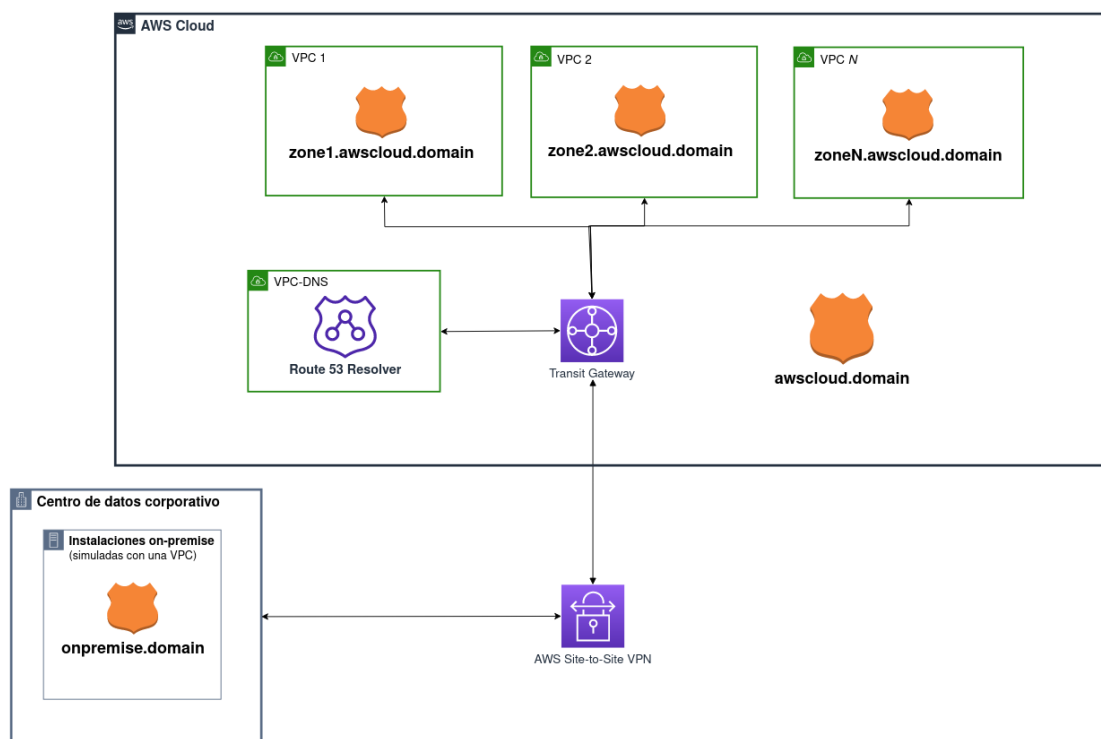 aws
AWS Cloud
VPC 1
zone1.awscloud.domain
VPC 2
zone2.awscloud.domain
VPC N
zoneN.awscloud.domain
VPC-DNS
Route 53 Resolver
Transit Gateway
awscloud.domain
Centro de datos corporativo
Instalaciones on-premise
(simuladas con una VPC)
onpremise.domain
AWS Site-to-Site VPN